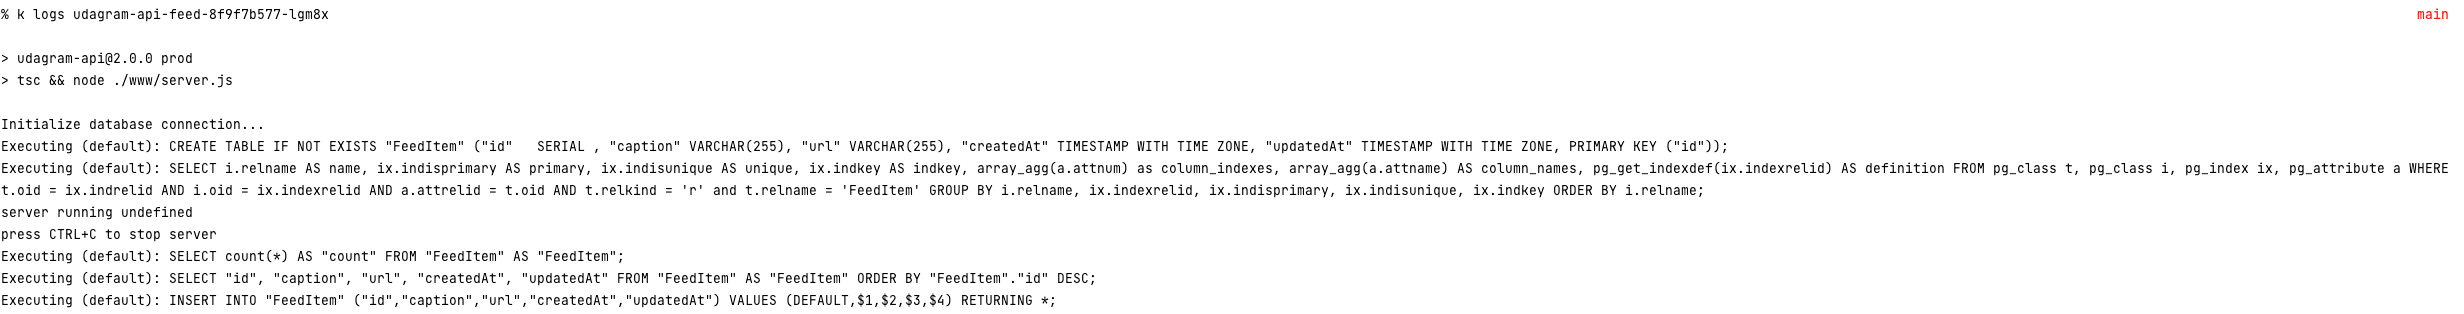 % k logs udagram-api-feed-8f9f7b577-lgm8x main
> udagram-api@2.0.0 prod
> tsc && node ./www/server.js
Initialize database connection...
Executing (default): CREATE TABLE IF NOT EXISTS "FeedItem" ("id"   SERIAL , "caption" VARCHAR(255), "url" VARCHAR(255), "createdAt" TIMESTAMP WITH TIME ZONE, "updatedAt" TIMESTAMP WITH TIME ZONE, PRIMARY KEY ("id"));
Executing (default): SELECT i.relname AS name, ix.indisprimary AS primary, ix.indisunique AS unique, ix.indkey AS indkey, array_agg(a.attnum) as column_indexes, array_agg(a.attname) AS column_names, pg_get_indexdef(ix.indexrelid) AS definition FROM pg_class t, pg_class i, pg_index ix, pg_attribute a WHERE
t.oid = ix.indrelid AND i.oid = ix.indexrelid AND a.attrelid = t.oid AND t.relkind = 'r' and t.relname = 'FeedItem' GROUP BY i.relname, ix.indexrelid, ix.indisprimary, ix.indisunique, ix.indkey ORDER BY i.relname;
server running undefined
press CTRL+C to stop server
Executing (default): SELECT count(*) AS "count" FROM "FeedItem" AS "FeedItem";
Executing (default): SELECT "id", "caption", "url", "createdAt", "updatedAt" FROM "FeedItem" AS "FeedItem" ORDER BY "FeedItem"."id" DESC;
Executing (default): INSERT INTO "FeedItem" ("id","caption","url","createdAt","updatedAt") VALUES (DEFAULT,$1,$2,$3,$4) RETURNING *;